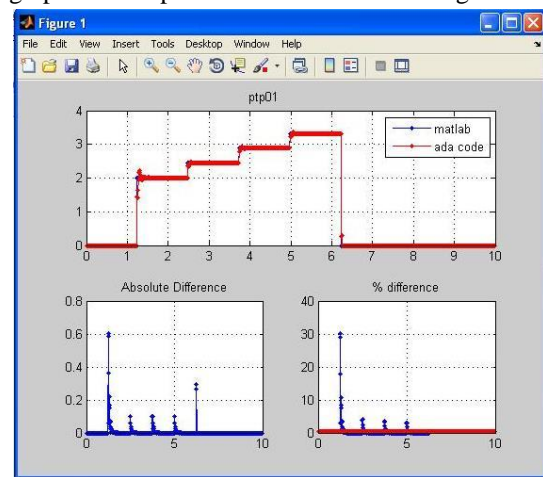 Figure 1
File Edit View Insert Tools Desktop Window Help
ptp01
4
3
2
1
0
0 1 2 3 4 5 6 7 8 9 10
matlab
ada code
Absolute Difference
0.8
0.6
0.4
0.2
0
0 5 10
% difference
40
30
20
10
0
0 5 10